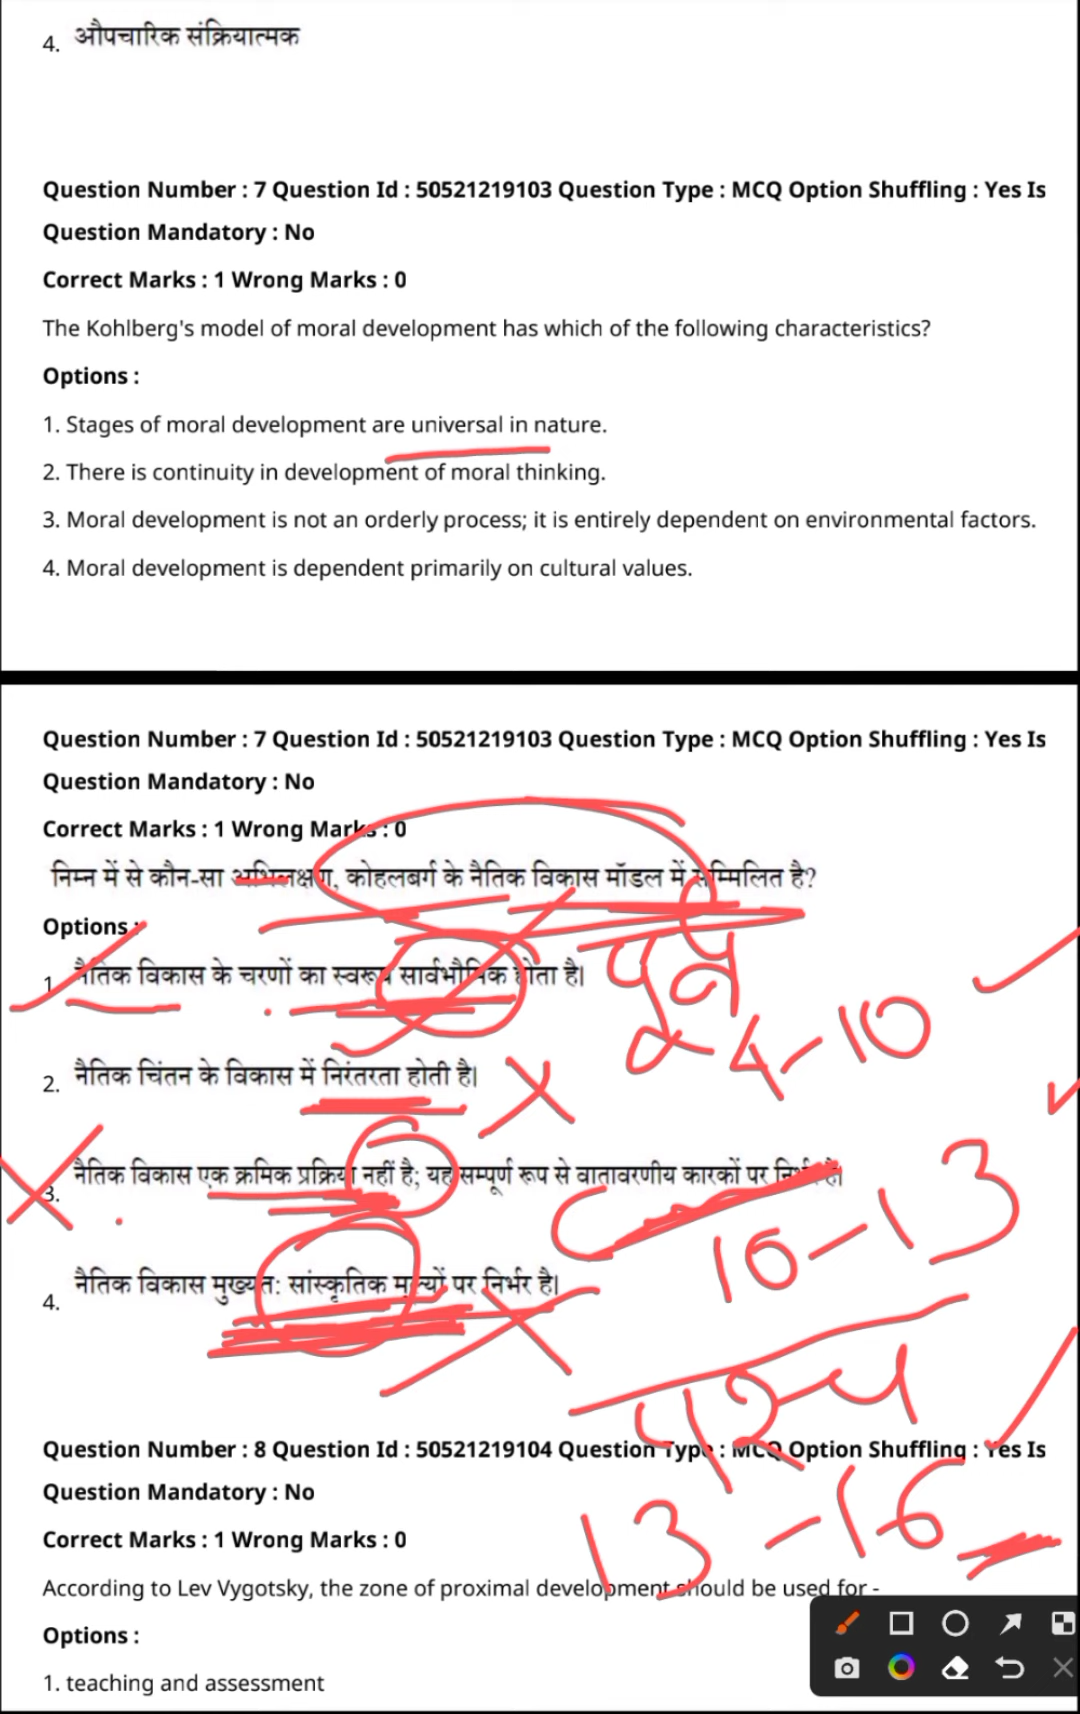 4. औपचारिक संक्रियात्मक
Question Number : 7 Question Id : 50521219103 Question Type : MCQ Option Shuffling : Yes Is
Question Mandatory : No
Correct Marks : 1 Wrong Marks : 0
The Kohlberg's model of moral development has which of the following characteristics?
Options :
1. Stages of moral development are universal in nature.
2. There is continuity in development of moral thinking.
3. Moral development is not an orderly process; it is entirely dependent on environmental factors.
4. Moral development is dependent primarily on cultural values.
Question Number : 7 Question Id : 50521219103 Question Type : MCQ Option Shuffling : Yes Is
Question Mandatory : No
Correct Marks : 1 Wrong Marks : 0
निम्न में से कौन-सा अभिलक्षण, कोहलबर्ग के नैतिक विकास मॉडल में सम्मिलित है?
Options :
1. नैतिक विकास के चरणों का स्वरूप सार्वभौमिक होता है।
पूर्व
4-10
2. नैतिक चिंतन के विकास में निरंतरता होती है।
3. नैतिक विकास एक क्रमिक प्रक्रिया नहीं है; यह सम्पूर्ण रूप से वातावरणीय कारकों पर निर्भर है।
10-13
4. नैतिक विकास मुख्यत: सांस्कृतिक मूल्यों पर निर्भर है।
Question Number : 8 Question Id : 50521219104 Question Type : MCQ Option Shuffling : Yes Is
Question Mandatory : No
13-16
Correct Marks : 1 Wrong Marks : 0
According to Lev Vygotsky, the zone of proximal development should be used for -
Options :
1. teaching and assessment